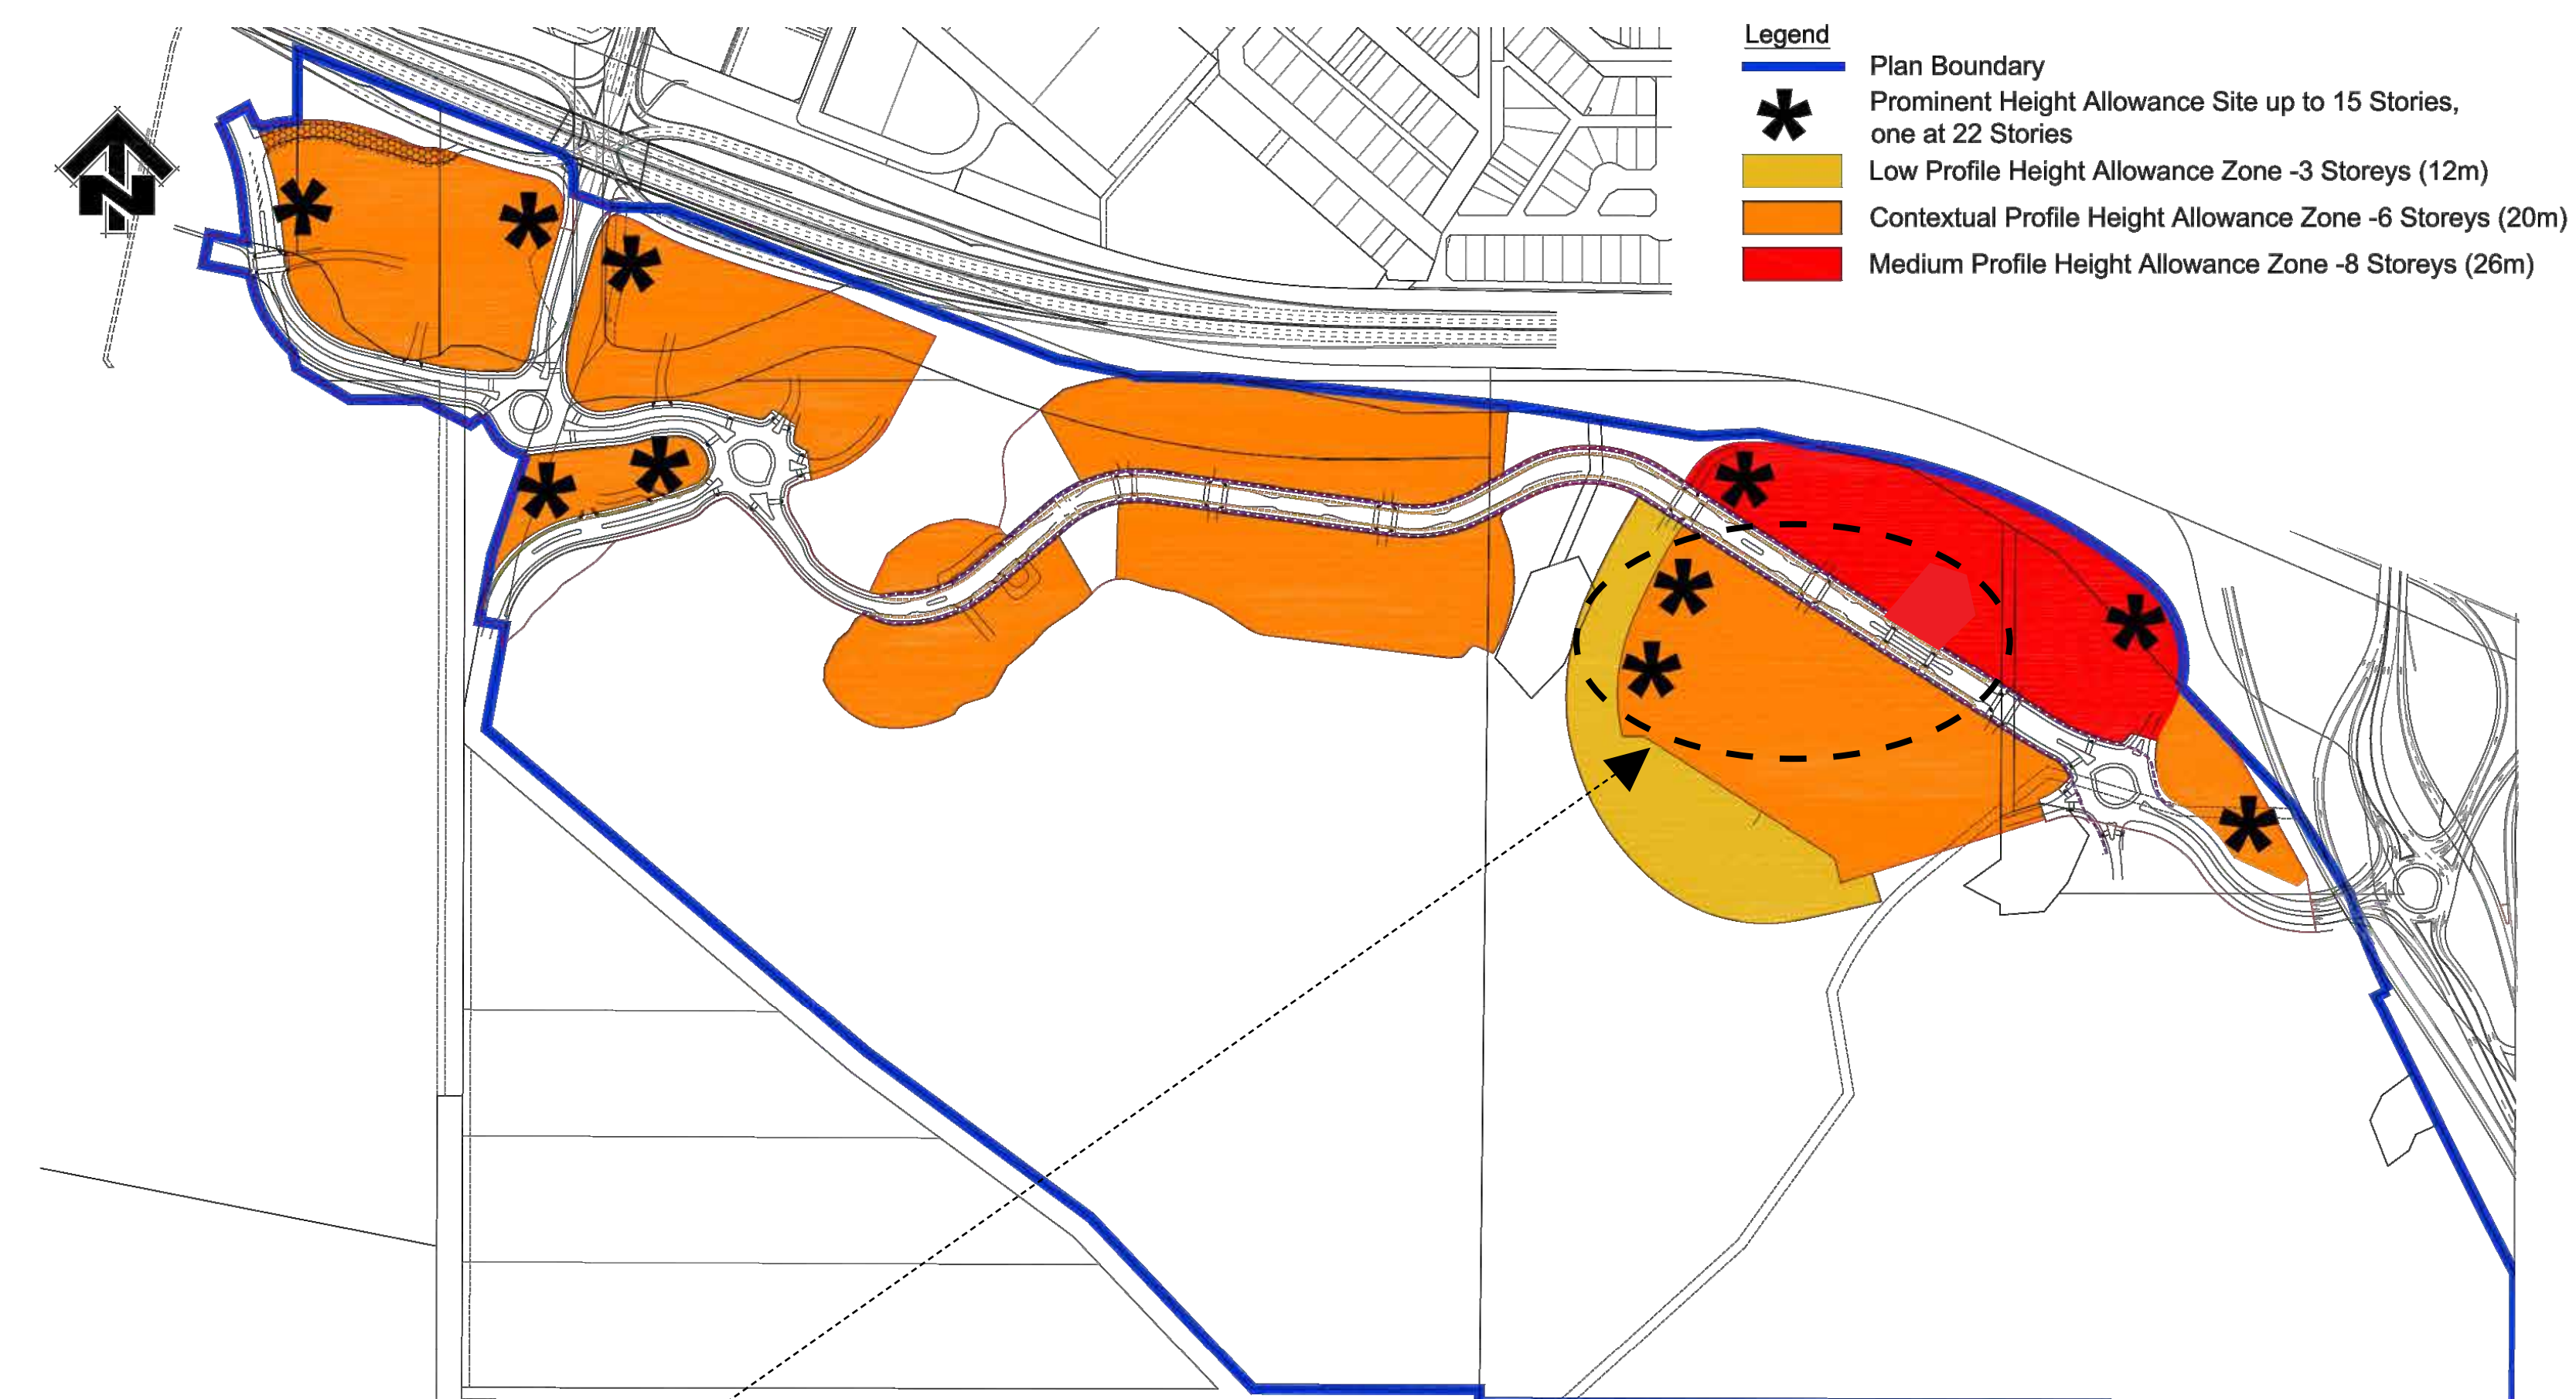 Legend
Plan Boundary
Prominent Height Allowance Site up to 15 Stories,
one at 22 Stories
Low Profile Height Allowance Zone -3 Storeys (12m)
Contextual Profile Height Allowance Zone -6 Storeys (20m)
Medium Profile Height Allowance Zone -8 Storeys (26m)
N